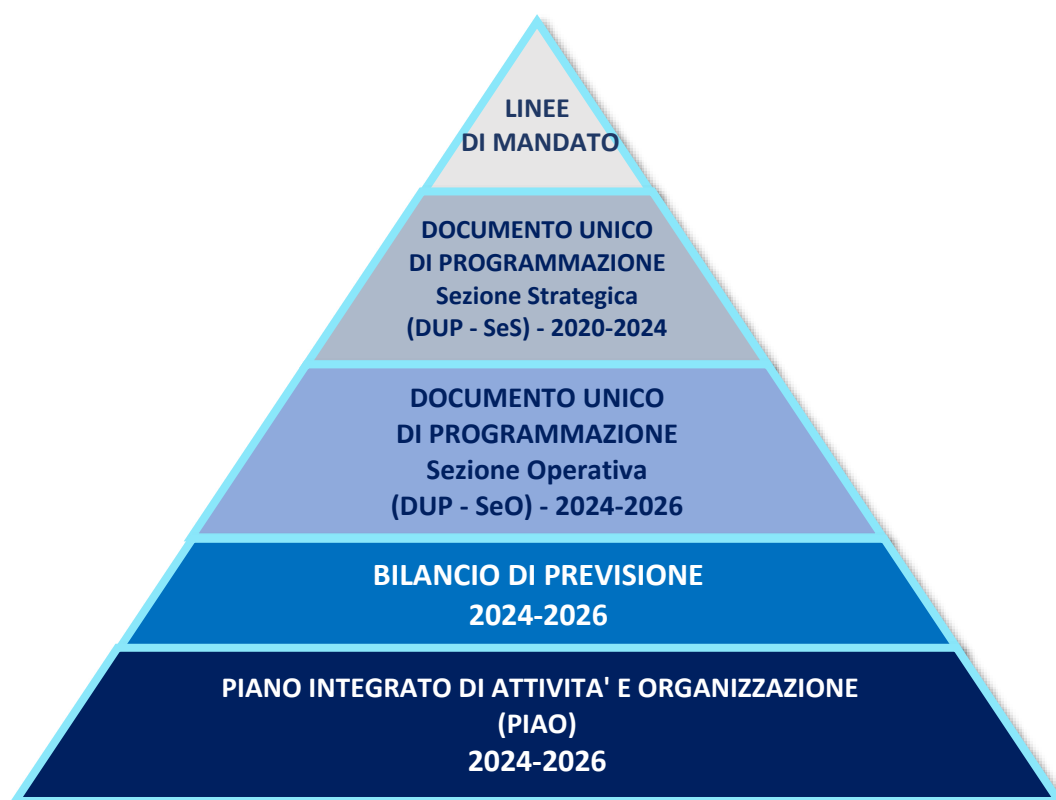 LINEE
DI MANDATO
DOCUMENTO UNICO
DI PROGRAMMAZIONE
Sezione Strategica
(DUP - SeS) - 2020-2024
DOCUMENTO UNICO
DI PROGRAMMAZIONE
Sezione Operativa
(DUP - SeO) - 2024-2026
BILANCIO DI PREVISIONE
2024-2026
PIANO INTEGRATO DI ATTIVITA' E ORGANIZZAZIONE
(PIAO)
2024-2026